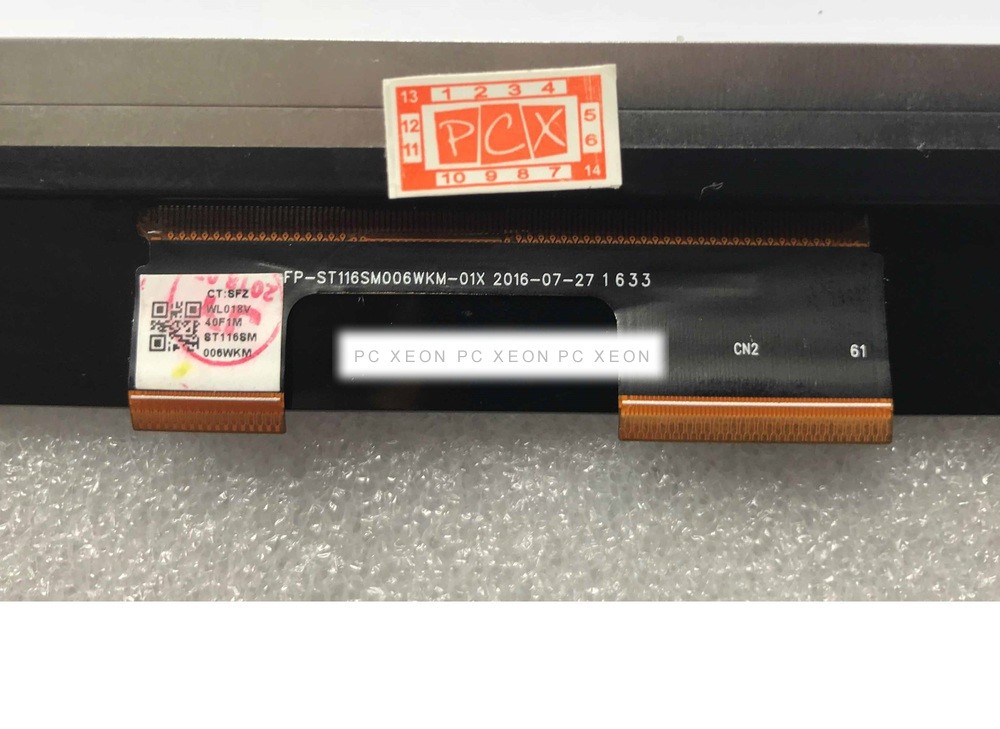 13 1 2 3 4
12 PCX 5
11 6
10 9 8 7 14
FP-ST116SM006WKM-01X 2016-07-27 1633
CT:SFZ
WL018V
40F1M
ST116SM
006WKM
PC XEON PC XEON PC XEON
CN2 61